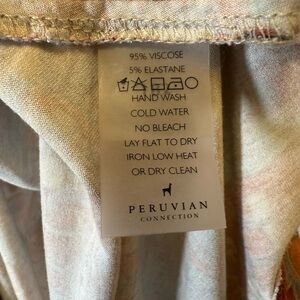 95% VISCOSE
5% ELASTANE
HAND WASH
COLD WATER
NO BLEACH
LAY FLAT TO DRY
IRON LOW HEAT
OR DRY CLEAN
PERUVIAN
CONNECTION